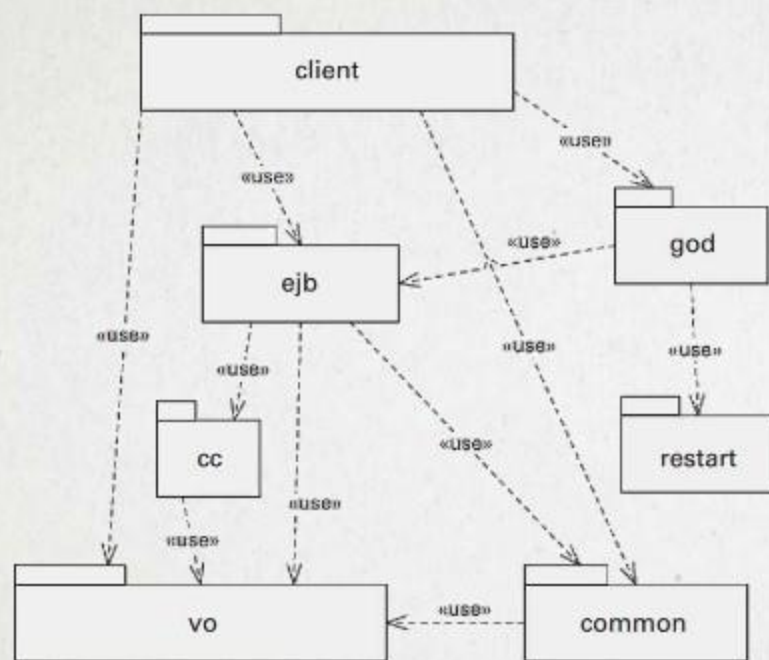 client
«use»
«use»
god
«use»
ejb
«use»
«use»
«use»
«use»
cc
«use»
restart
«use»
«use»
vo
«use»
common